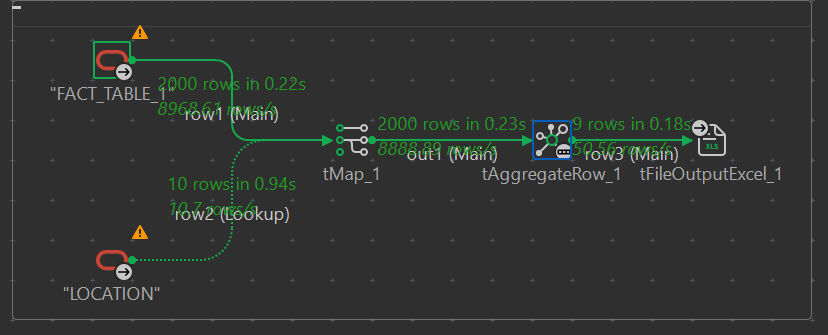 2000 rows in 0.22s
"FACT_TABLE_1"
8968.61 rows/s
row1 (Main)
2000 rows in 0.23s
9 rows in 0.18s
8888.89 rows/s
50.56 rows/s
out1 (Main)
row3 (Main)
XLS
tMap_1
tAggregateRow_1
tFileOutputExcel_1
10 rows in 0.94s
10.7 rows/s
row2 (Lookup)
"LOCATION"